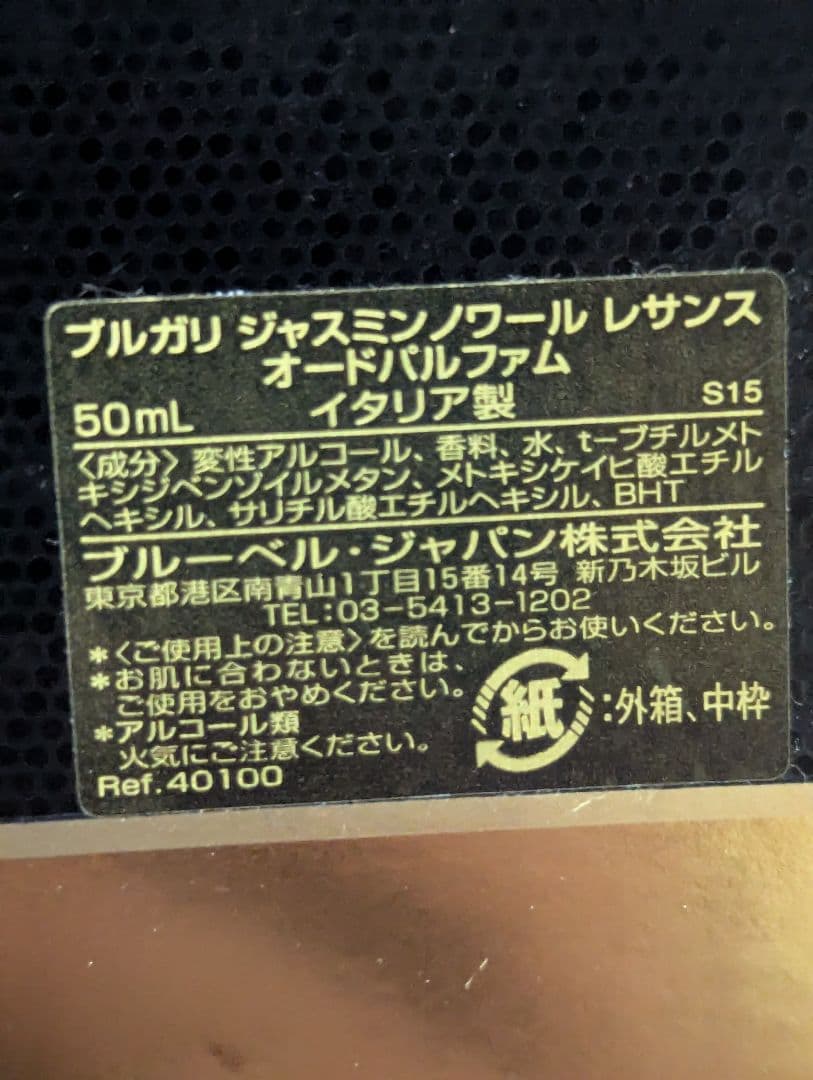 ブルガリ ジャスミンノワール レサンス
オードパルファム
50mL イタリア製 S15
〈成分〉変性アルコール、香料、水、t-ブチルメト
キシジベンゾイルメタン、メトキシケイヒ酸エチル
ヘキシル、サリチル酸エチルヘキシル、BHT
ブルーベル・ジャパン株式会社
東京都港区南青山1丁目15番14号 新乃木坂ビル
TEL:03-5413-1202
*〈ご使用上の注意〉を読んでからお使いください。
*お肌に合わないときは、
ご使用をおやめください。
*アルコール類
火気にご注意ください。
紙:外箱、中枠
Ref.40100